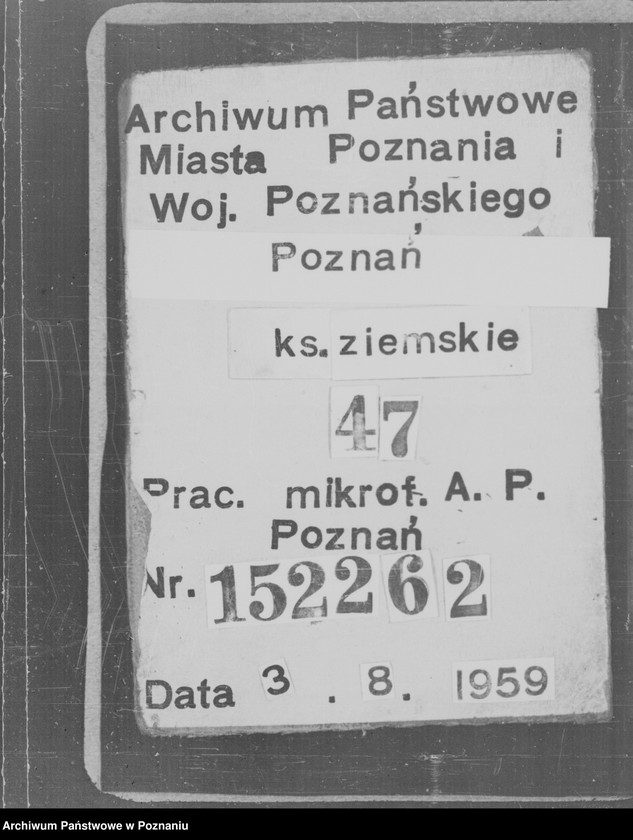 Archiwum Państwowe
Miasta Poznania i
Woj. Poznańskiego
Poznań
ks. ziemskie
47
Prac. mikrof. A. P.
Poznań
Nr. 152262
Data 3. 8. 1959
Archiwum Państwowe w Poznaniu